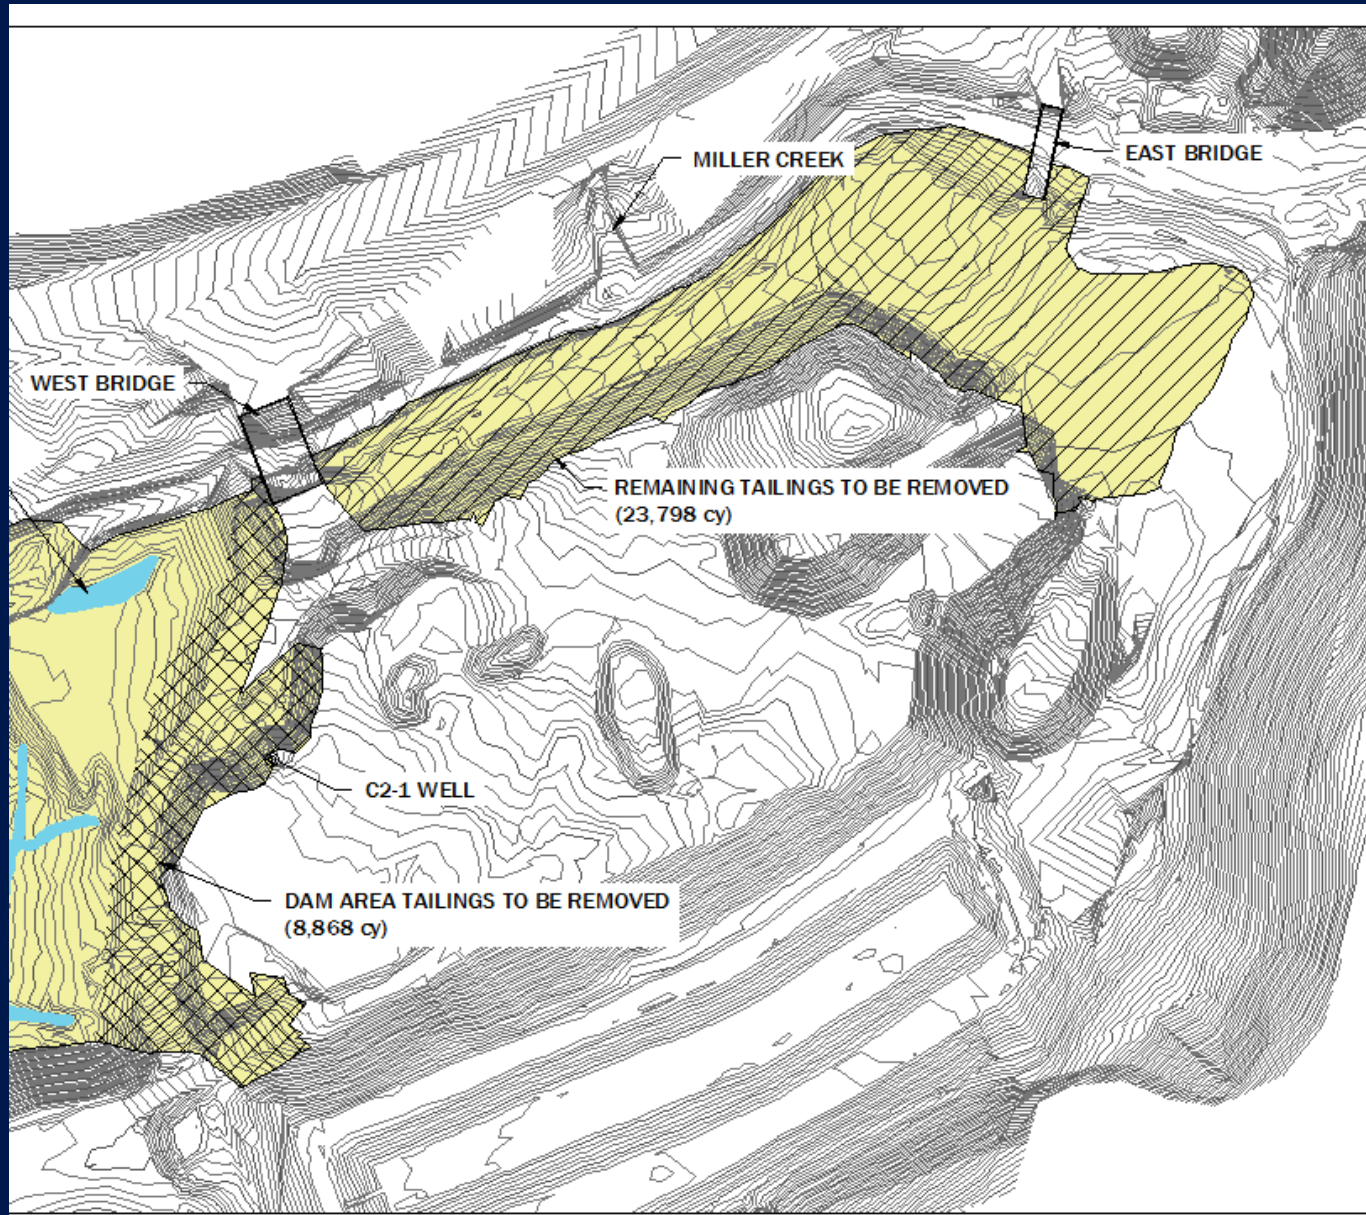 MILLER CREEK
EAST BRIDGE
WEST BRIDGE
REMAINING TAILINGS TO BE REMOVED
(23,798 cy)
C2-1 WELL
DAM AREA TAILINGS TO BE REMOVED
(8,868 cy)